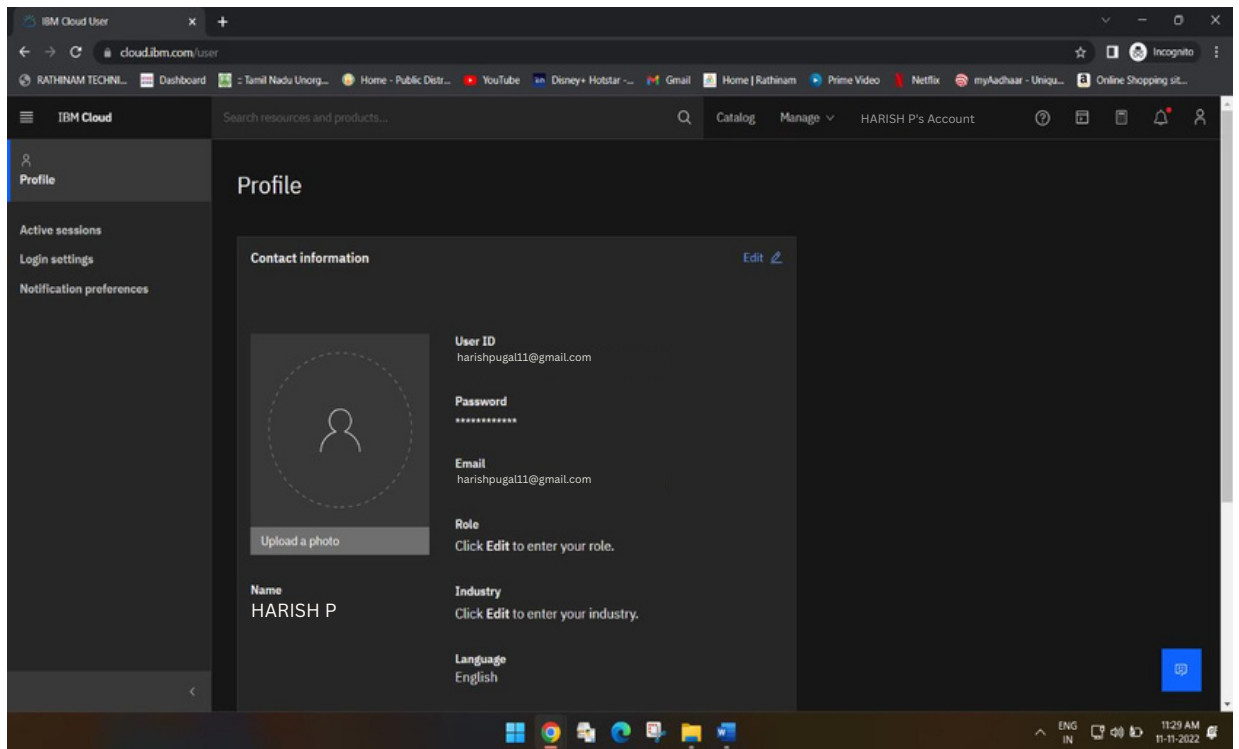 IBM Cloud User
cloud.ibm.com/user
Incognito
RATHINAM TECHNI...
Dashboard
:: Tamil Nadu Unorg...
Home - Public Distr...
YouTube
Disney+ Hotstar -...
Gmail
Home | Rathinam
Prime Video
Netflix
myAadhaar - Uniqu...
Online Shopping sit...
IBM Cloud
Search resources and products...
Catalog
Manage
HARISH P's Account
Profile
Active sessions
Login settings
Notification preferences
Profile
Contact information
Edit
Upload a photo
Name
HARISH P
User ID
harishpugal11@gmail.com
Password
************
Email
harishpugal11@gmail.com
Role
Click Edit to enter your role.
Industry
Click Edit to enter your industry.
Language
English
ENG
IN
11:29 AM
11-11-2022